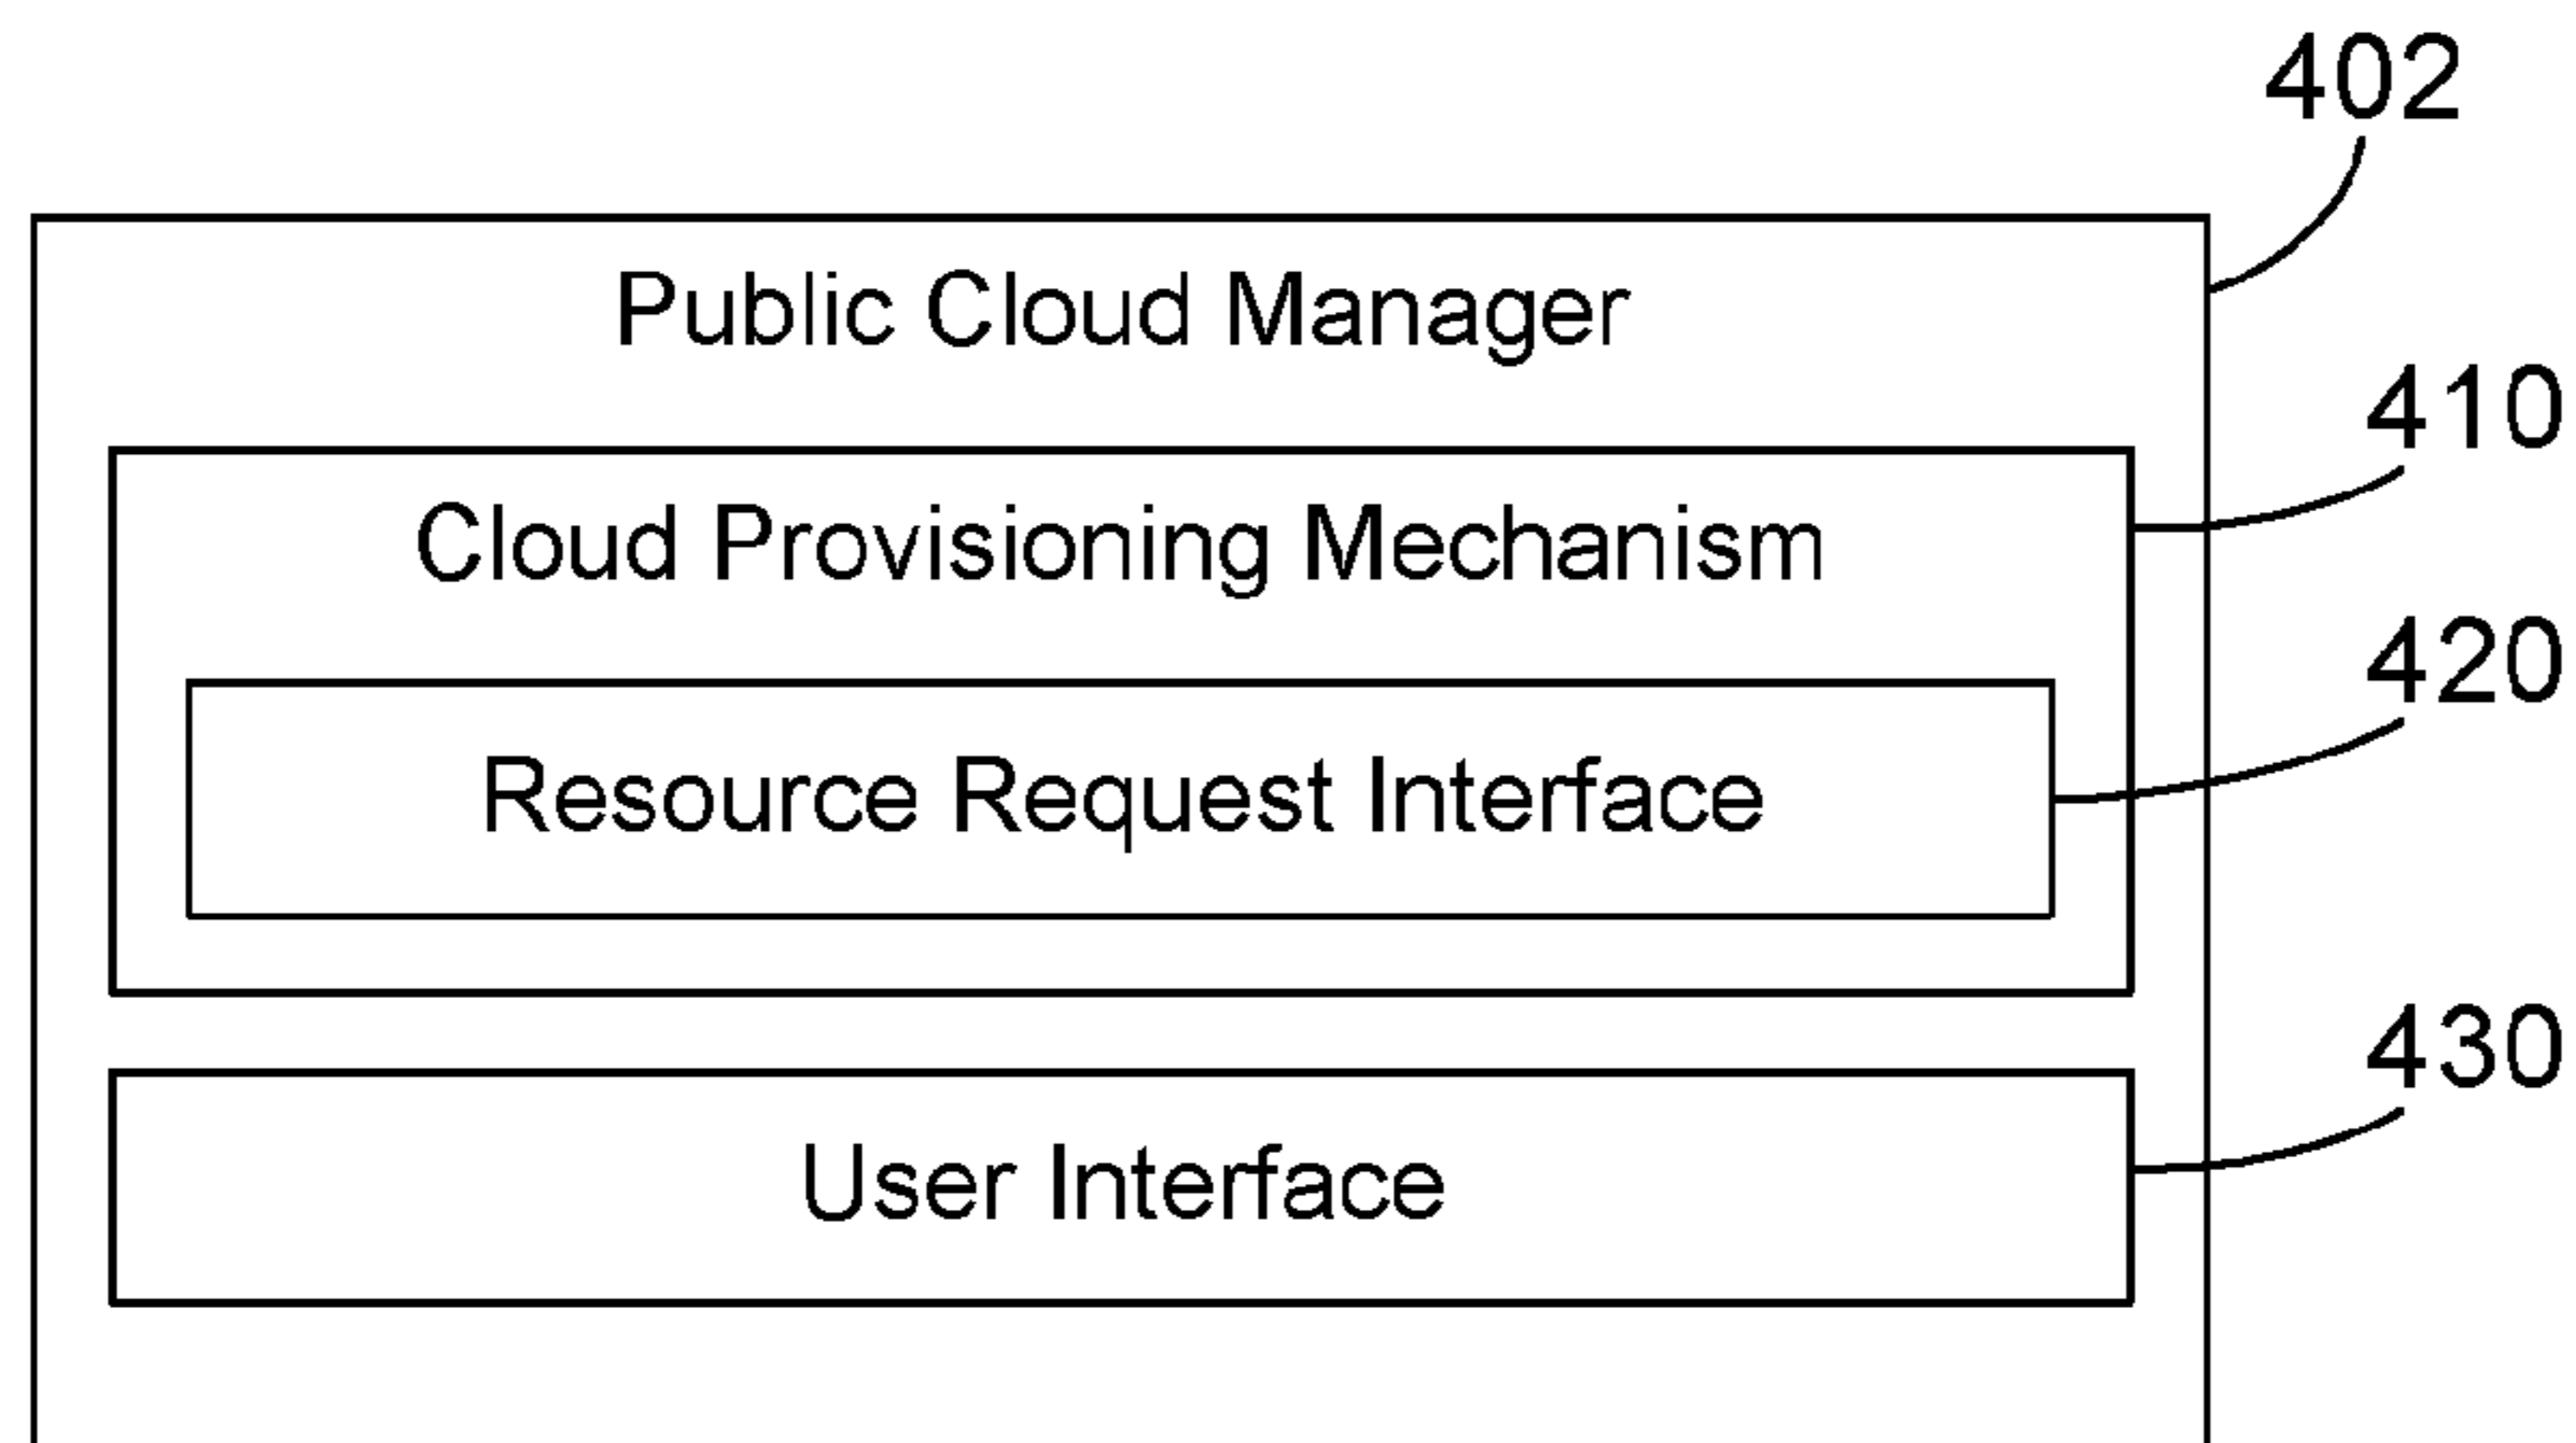 402
Public Cloud Manager
410
Cloud Provisioning Mechanism
420
Resource Request Interface
430
User Interface